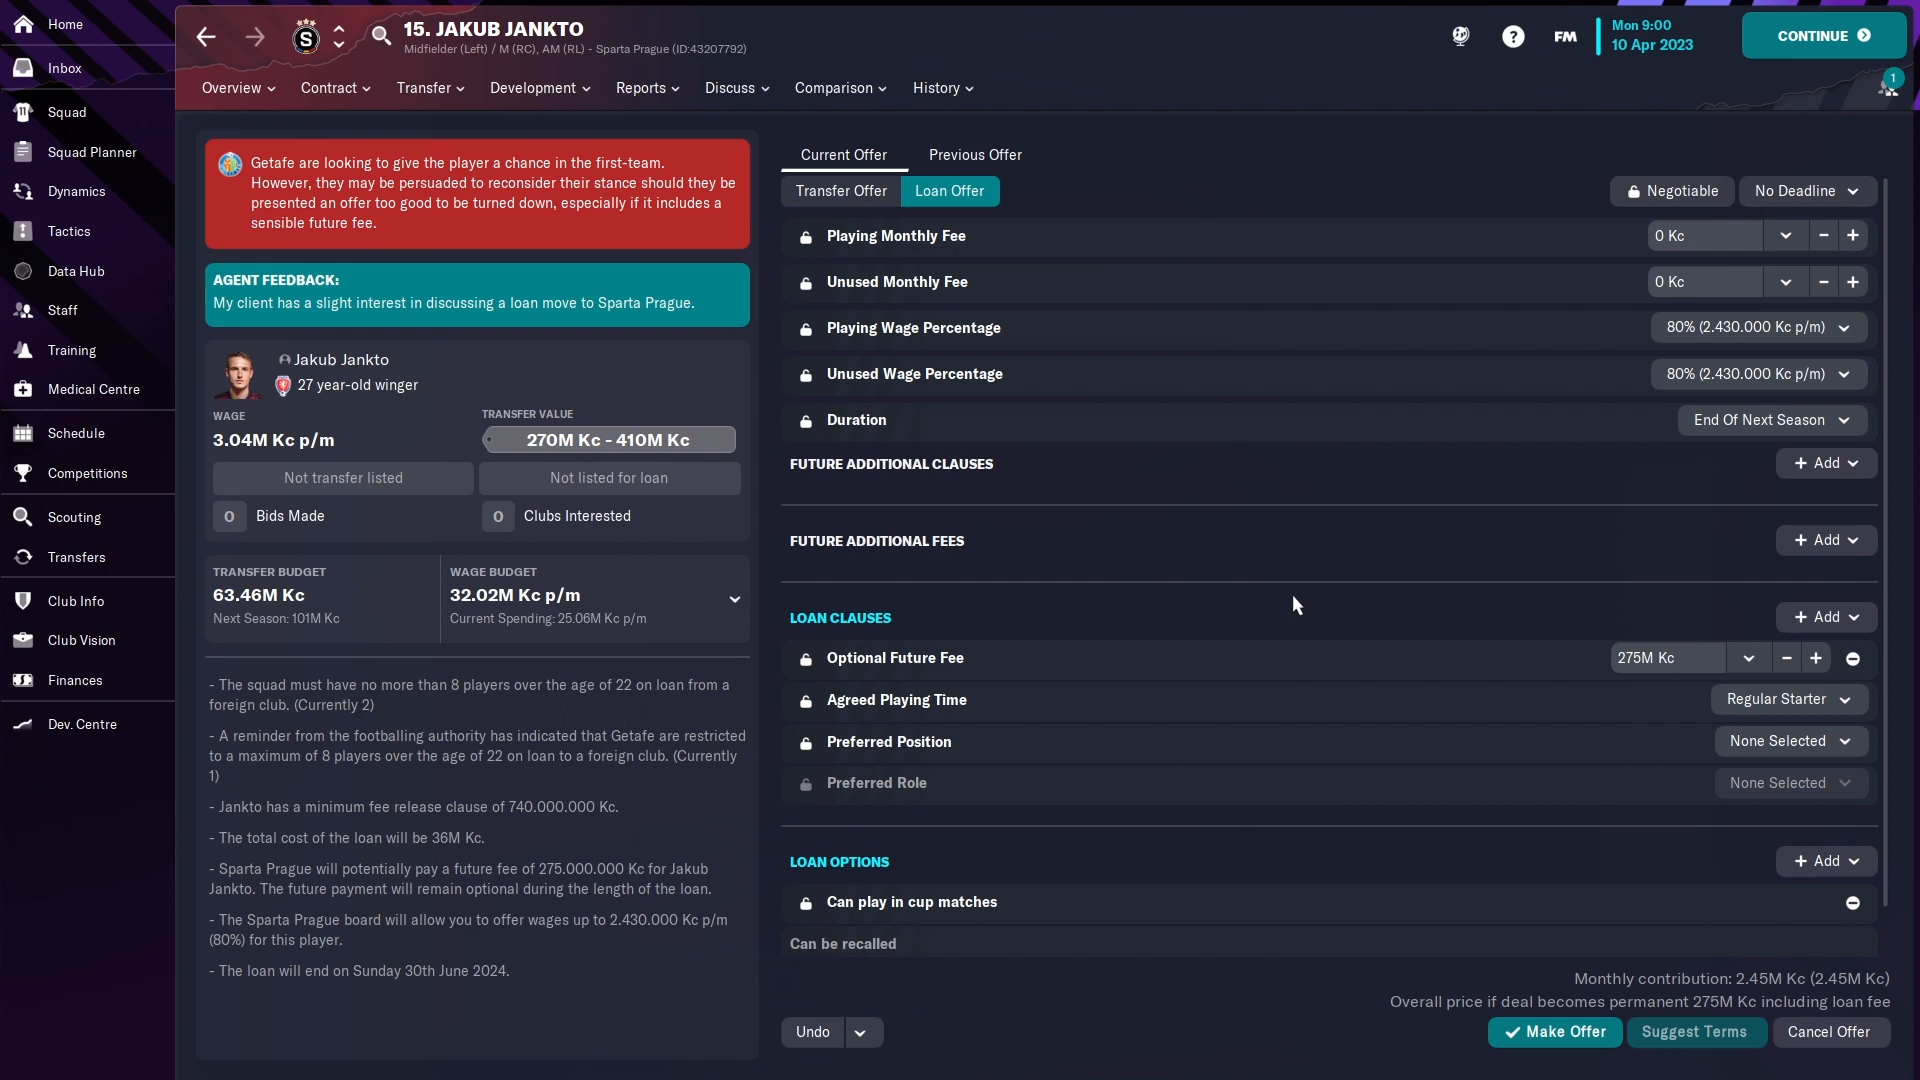 Home
Inbox
Squad
Squad Planner
Dynamics
Tactics
Data Hub
Staff
Training
Medical Centre
Schedule
Competitions
Scouting
Transfers
Club Info
Club Vision
Finances
Dev. Centre
15. JAKUB JANKTO
Midfielder (Left) / M (RC), AM (RL) - Sparta Prague (ID:43207792)
FM
Mon 9:00
10 Apr 2023
CONTINUE
Overview
Contract
Transfer
Development
Reports
Discuss
Comparison
History
1
Getafe are looking to give the player a chance in the first-team.
However, they may be persuaded to reconsider their stance should they be
presented an offer too good to be turned down, especially if it includes a
sensible future fee.
AGENT FEEDBACK:
My client has a slight interest in discussing a loan move to Sparta Prague.
Jakub Jankto
27 year-old winger
WAGE
3.04M Kc p/m
TRANSFER VALUE
270M Kc - 410M Kc
Not transfer listed
Not listed for loan
0 Bids Made
0 Clubs Interested
TRANSFER BUDGET
63.46M Kc
Next Season: 101M Kc
WAGE BUDGET
32.02M Kc p/m
Current Spending: 25.06M Kc p/m
- The squad must have no more than 8 players over the age of 22 on loan from a
foreign club. (Currently 2)
- A reminder from the footballing authority has indicated that Getafe are restricted
to a maximum of 8 players over the age of 22 on loan to a foreign club. (Currently
1)
- Jankto has a minimum fee release clause of 740.000.000 Kc.
- The total cost of the loan will be 36M Kc.
- Sparta Prague will potentially pay a future fee of 275.000.000 Kc for Jakub
Jankto. The future payment will remain optional during the length of the loan.
- The Sparta Prague board will allow you to offer wages up to 2.430.000 Kc p/m
(80%) for this player.
- The loan will end on Sunday 30th June 2024.
Current Offer
Previous Offer
Transfer Offer
Loan Offer
Negotiable
No Deadline
Playing Monthly Fee 0 Kc
Unused Monthly Fee 0 Kc
Playing Wage Percentage 80% (2.430.000 Kc p/m)
Unused Wage Percentage 80% (2.430.000 Kc p/m)
Duration End Of Next Season
FUTURE ADDITIONAL CLAUSES + Add
FUTURE ADDITIONAL FEES + Add
LOAN CLAUSES + Add
Optional Future Fee 275M Kc
Agreed Playing Time Regular Starter
Preferred Position None Selected
Preferred Role None Selected
LOAN OPTIONS + Add
Can play in cup matches
Can be recalled
Monthly contribution: 2.45M Kc (2.45M Kc)
Overall price if deal becomes permanent 275M Kc including loan fee
Undo
Make Offer
Suggest Terms
Cancel Offer